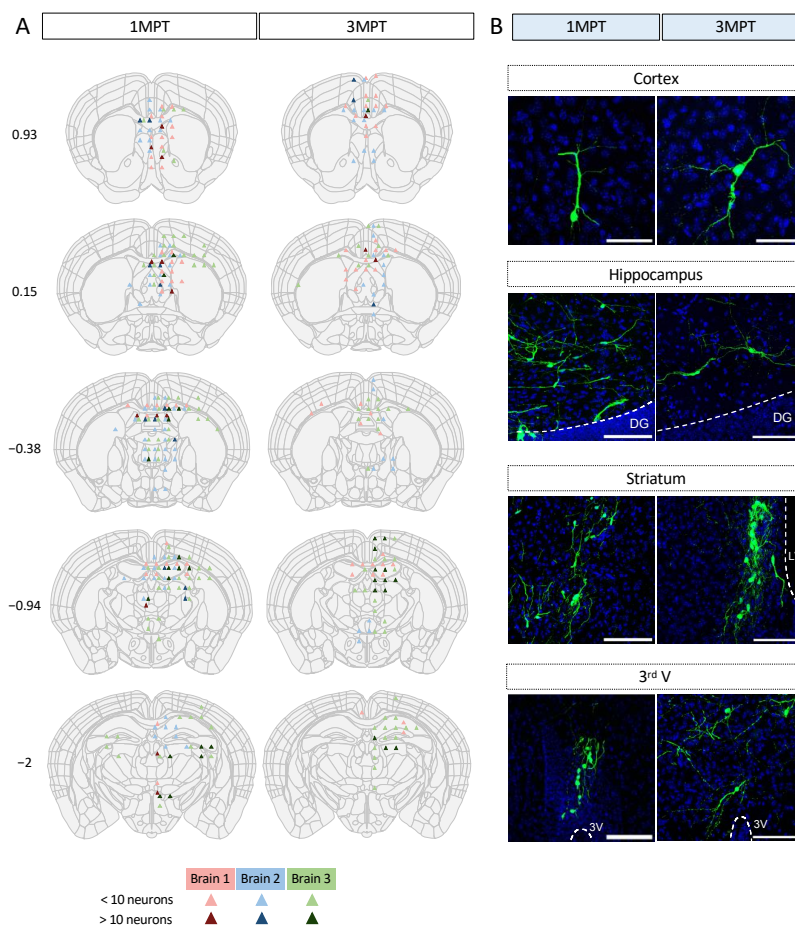 A
1MPT
3MPT
0.93
0.15
−0.38
−0.94
−2
Brain 1
Brain 2
Brain 3
< 10 neurons
> 10 neurons
B
1MPT
3MPT
Cortex
Hippocampus
DG
DG
Striatum
3rd V
3V
3V